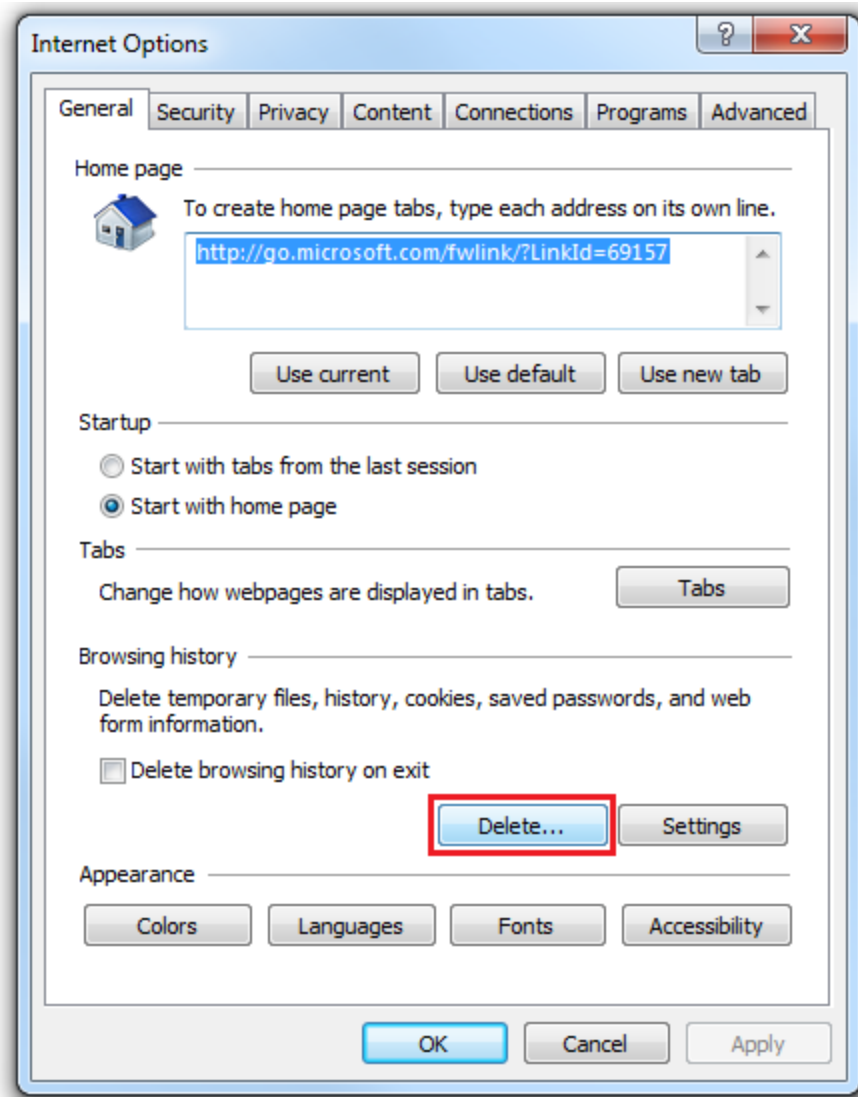 Internet Options
General Security Privacy Content Connections Programs Advanced
Home page
To create home page tabs, type each address on its own line.
http://go.microsoft.com/fwlink/?LinkId=69157
Use current Use default Use new tab
Startup
Start with tabs from the last session
Start with home page
Tabs
Change how webpages are displayed in tabs. Tabs
Browsing history
Delete temporary files, history, cookies, saved passwords, and web
form information.
Delete browsing history on exit
Delete... Settings
Appearance
Colors Languages Fonts Accessibility
OK Cancel Apply